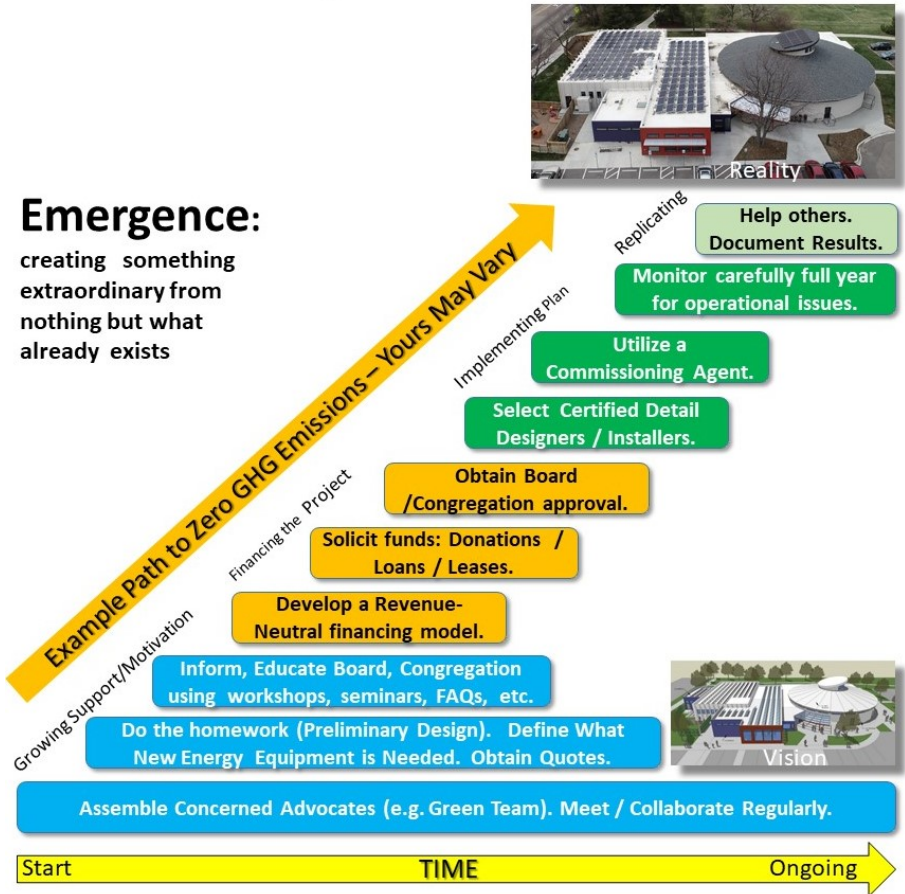 Reality
Emergence:
creating something
extraordinary from
nothing but what
already exists
Example Path to Zero GHG Emissions – Yours May Vary
Replicating
Help others.
Document Results.
Implementing Plan
Monitor carefully full year
for operational issues.
Utilize a
Commissioning Agent.
Select Certified Detail
Designers / Installers.
Financing the Project
Obtain Board
/Congregation approval.
Solicit funds: Donations /
Loans / Leases.
Develop a Revenue-
Neutral financing model.
Growing Support/Motivation
Inform, Educate Board, Congregation
using workshops, seminars, FAQs, etc.
Do the homework (Preliminary Design). Define What
New Energy Equipment is Needed. Obtain Quotes.
Vision
Assemble Concerned Advocates (e.g. Green Team). Meet / Collaborate Regularly.
Start TIME Ongoing